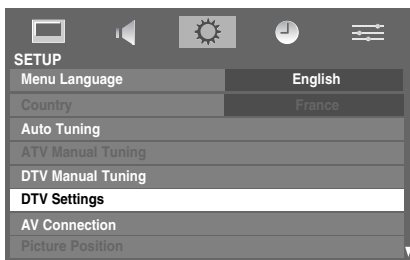 SETUP
Menu Language English
Country France
Auto Tuning
ATV Manual Tuning
DTV Manual Tuning
DTV Settings
AV Connection
Picture Position